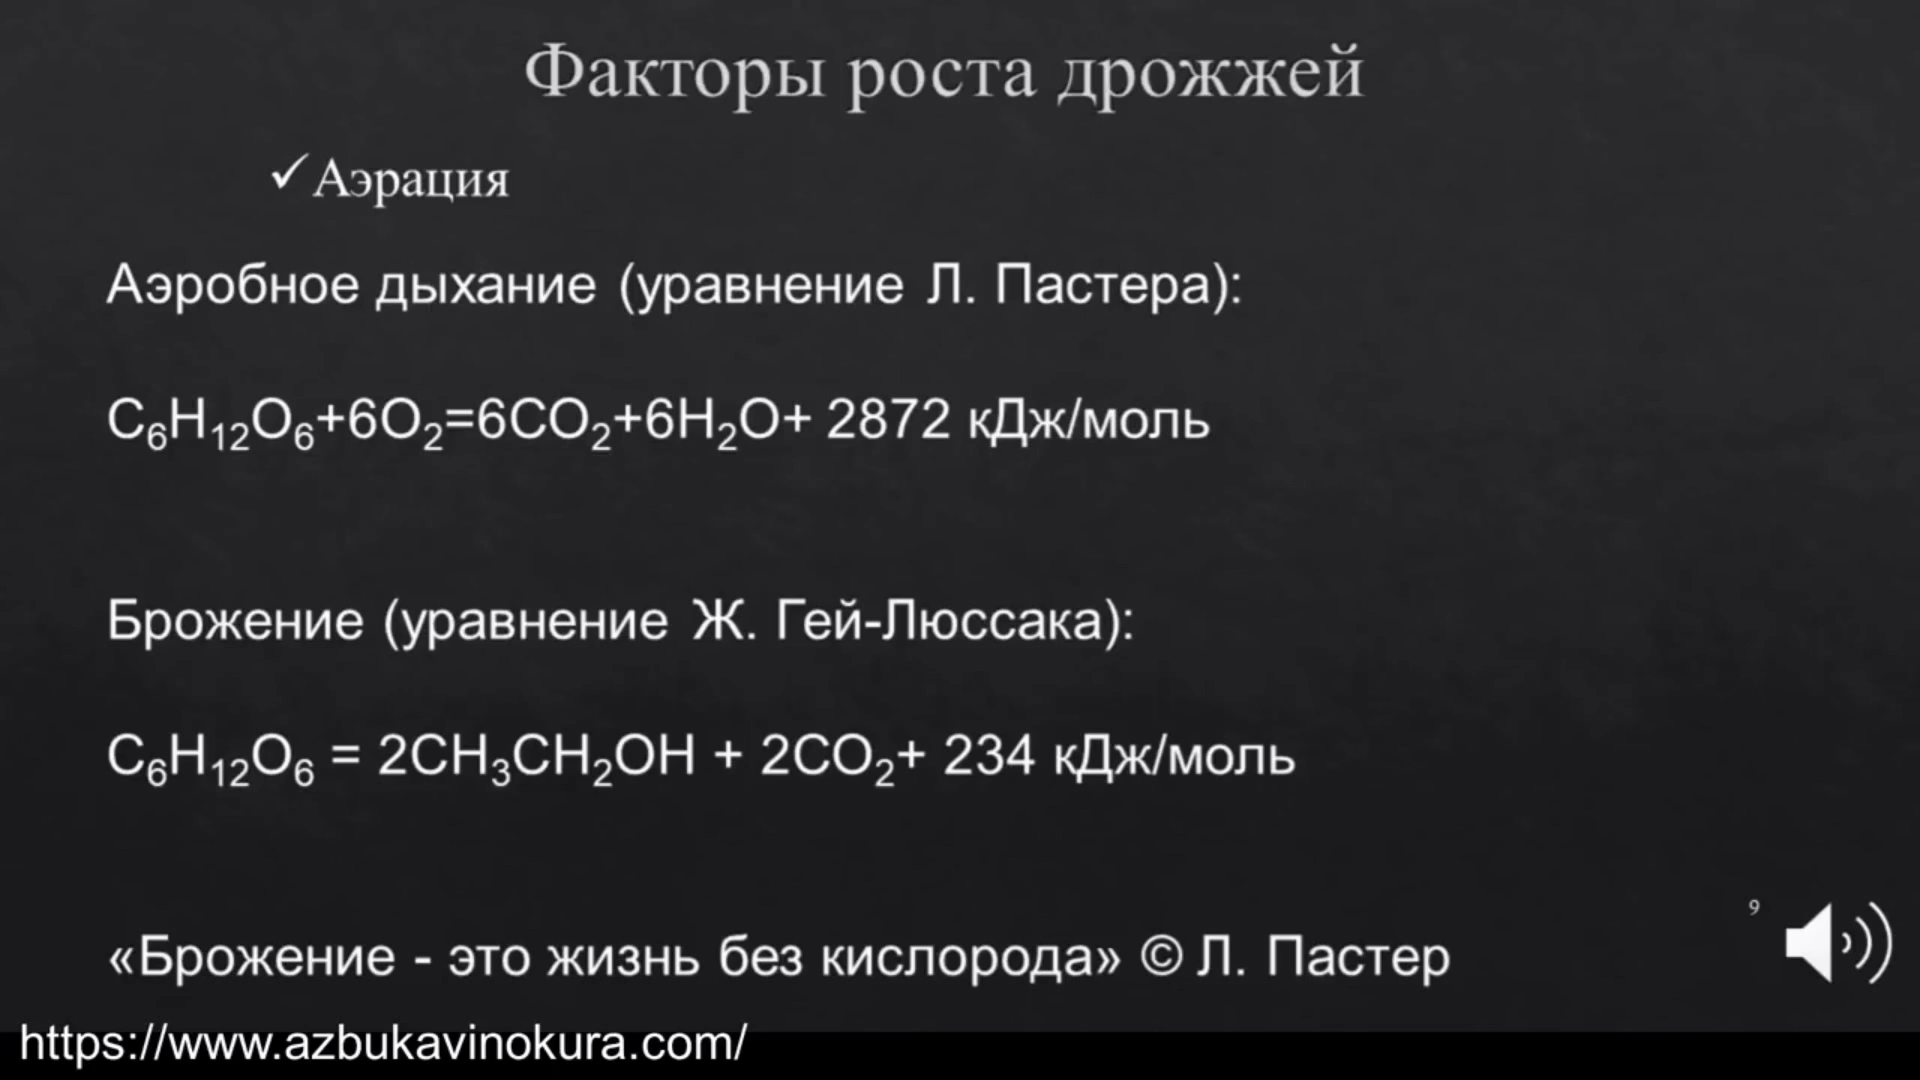 Факторы роста дрожжей
✓Аэрация
Аэробное дыхание (уравнение Л. Пастера):
C₆H₁₂O₆+6O₂=6CO₂+6H₂O+ 2872 кДж/моль
Брожение (уравнение Ж. Гей-Люссака):
C₆H₁₂O₆ = 2CH₃CH₂OH + 2CO₂+ 234 кДж/моль
«Брожение - это жизнь без кислорода» © Л. Пастер
9
https://www.azbukavinokura.com/